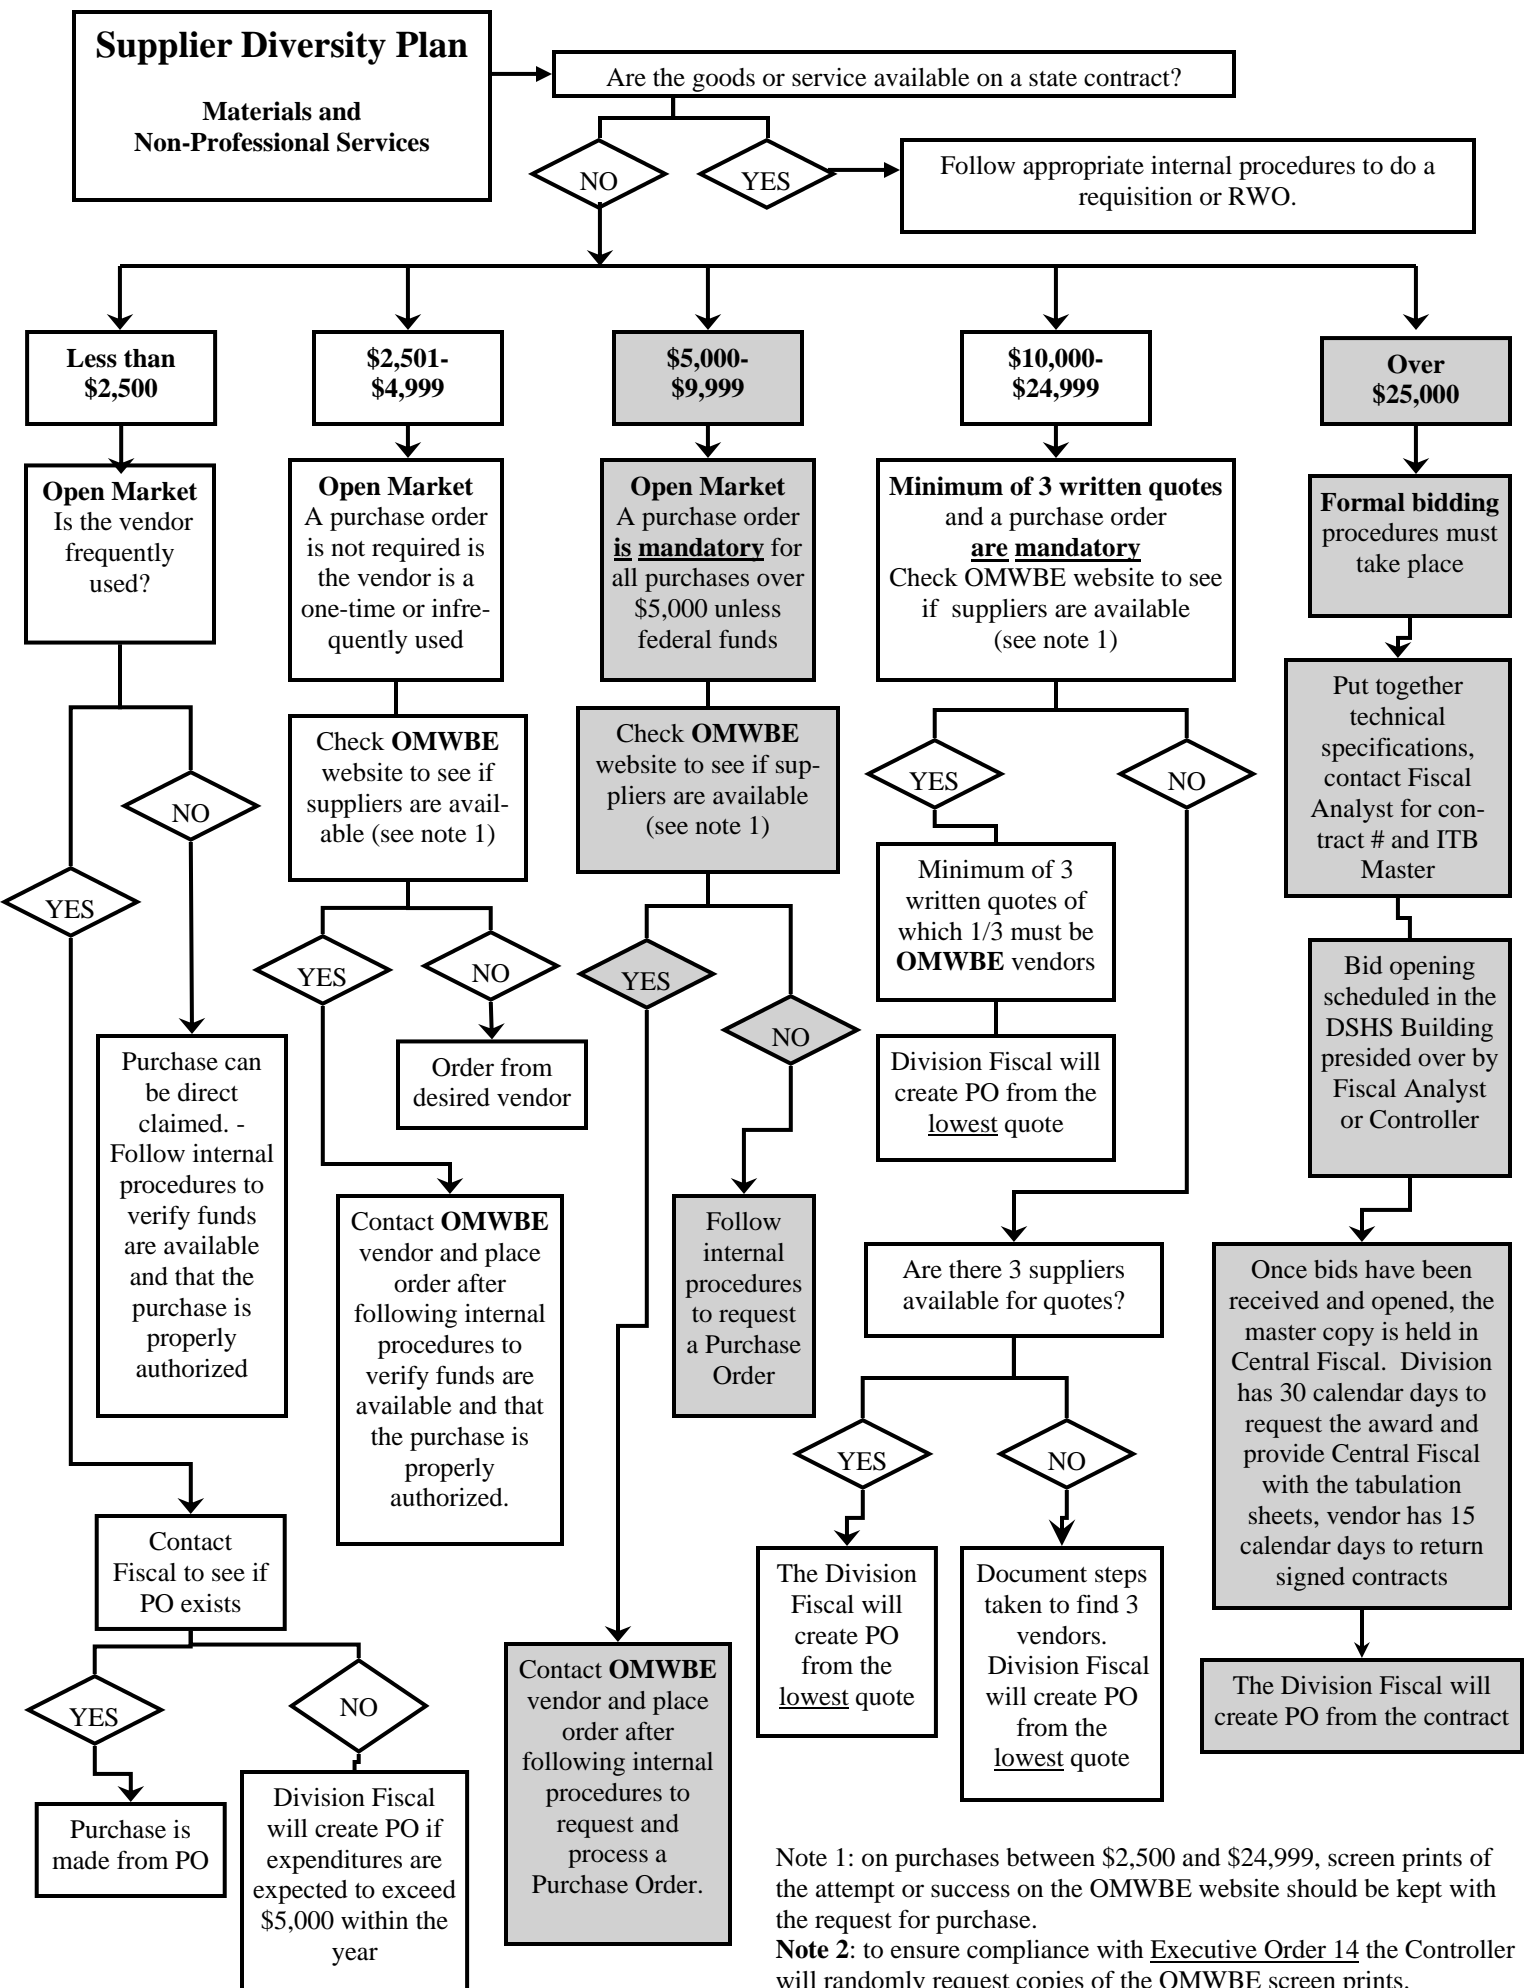 Supplier Diversity Plan
Materials and
Non-Professional Services
Are the goods or service available on a state contract?
NO
YES
Follow appropriate internal procedures to do a
requisition or RWO.
Less than
$2,500
Open Market
Is the vendor
frequently
used?
YES
NO
Purchase can
be direct
claimed. -
Follow internal
procedures to
verify funds
are available
and that the
purchase is
properly
authorized
Contact
Fiscal to see if
PO exists
YES
NO
Purchase is
made from PO
Division Fiscal
will create PO if
expenditures are
expected to exceed
$5,000 within the
year
$2,501-
$4,999
Open Market
A purchase order
is not required is
the vendor is a
one-time or infre-
quently used
Check OMWBE
website to see if
suppliers are avail-
able (see note 1)
YES
NO
Order from
desired vendor
Contact OMWBE
vendor and place
order after
following internal
procedures to
verify funds are
available and that
the purchase is
properly
authorized.
$5,000-
$9,999
Open Market
A purchase order
is mandatory for
all purchases over
$5,000 unless
federal funds
Check OMWBE
website to see if sup-
pliers are available
(see note 1)
YES
NO
Follow
internal
procedures
to request
a Purchase
Order
Contact OMWBE
vendor and place
order after
following internal
procedures to
request and
process a
Purchase Order.
$10,000-
$24,999
Minimum of 3 written quotes
and a purchase order
are mandatory
Check OMWBE website to see
if suppliers are available
(see note 1)
YES
NO
Minimum of 3
written quotes of
which 1/3 must be
OMWBE vendors
Division Fiscal will
create PO from the
lowest quote
Are there 3 suppliers
available for quotes?
YES
NO
The Division
Fiscal will
create PO
from the
lowest quote
Document steps
taken to find 3
vendors.
Division Fiscal
will create PO
from the
lowest quote
Over
$25,000
Formal bidding
procedures must
take place
Put together
technical
specifications,
contact Fiscal
Analyst for con-
tract # and ITB
Master
Bid opening
scheduled in the
DSHS Building
presided over by
Fiscal Analyst
or Controller
Once bids have been
received and opened, the
master copy is held in
Central Fiscal. Division
has 30 calendar days to
request the award and
provide Central Fiscal
with the tabulation
sheets, vendor has 15
calendar days to return
signed contracts
The Division Fiscal will
create PO from the contract
Note 1: on purchases between $2,500 and $24,999, screen prints of
the attempt or success on the OMWBE website should be kept with
the request for purchase.
Note 2: to ensure compliance with Executive Order 14 the Controller
will randomly request copies of the OMWBE screen prints.